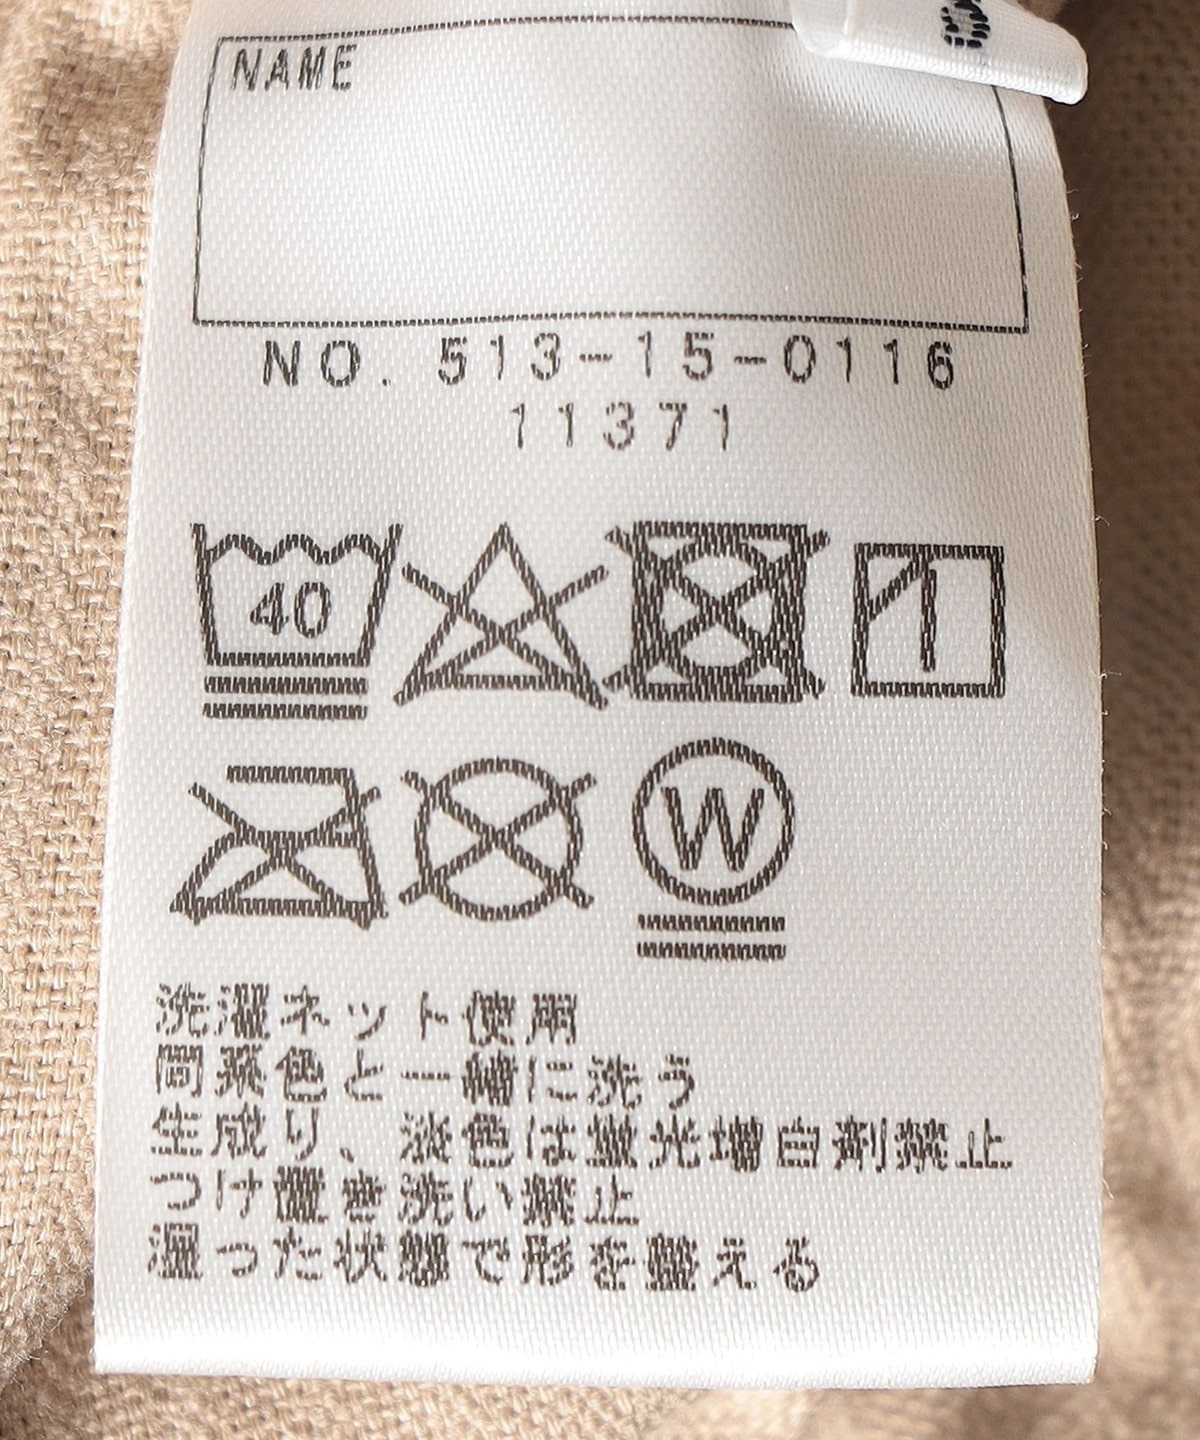 NAME
NO. 513-15-0116
11371
40
W
洗濯ネット使用
同系色と一緒に洗う
生成り、淡色は蛍光増白剤禁止
つけ置き洗い禁止
湿った状態で形を整える